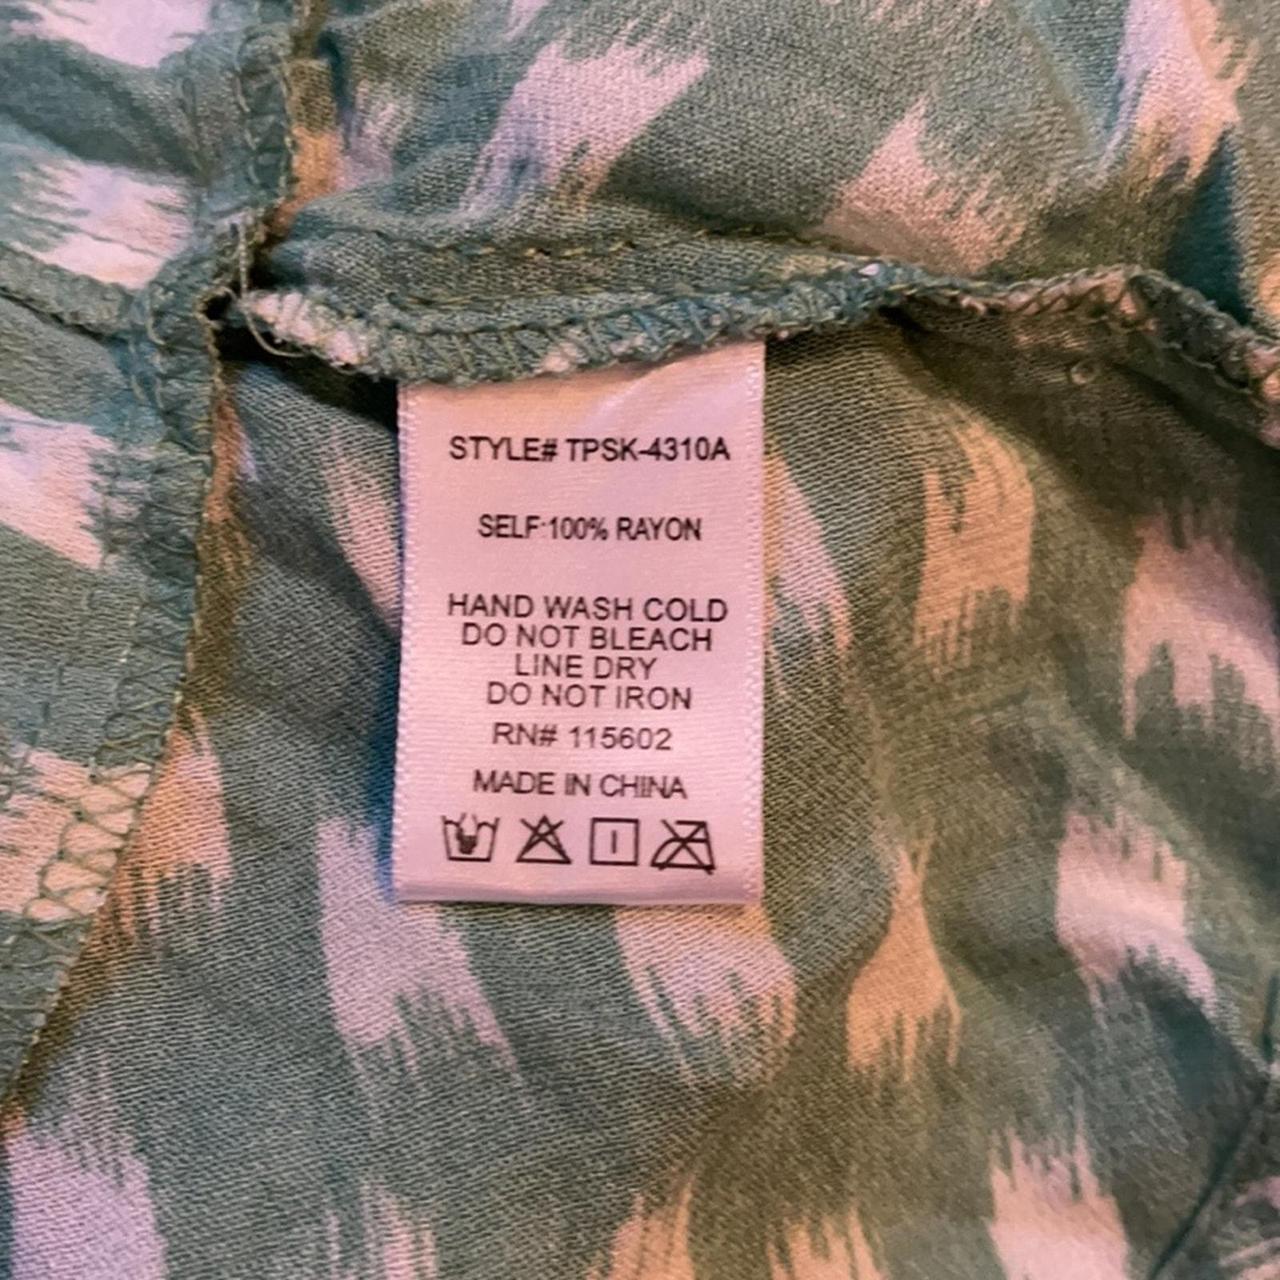 STYLE# TPSK-4310A
SELF:100% RAYON
HAND WASH COLD
DO NOT BLEACH
LINE DRY
DO NOT IRON
RN# 115602
MADE IN CHINA